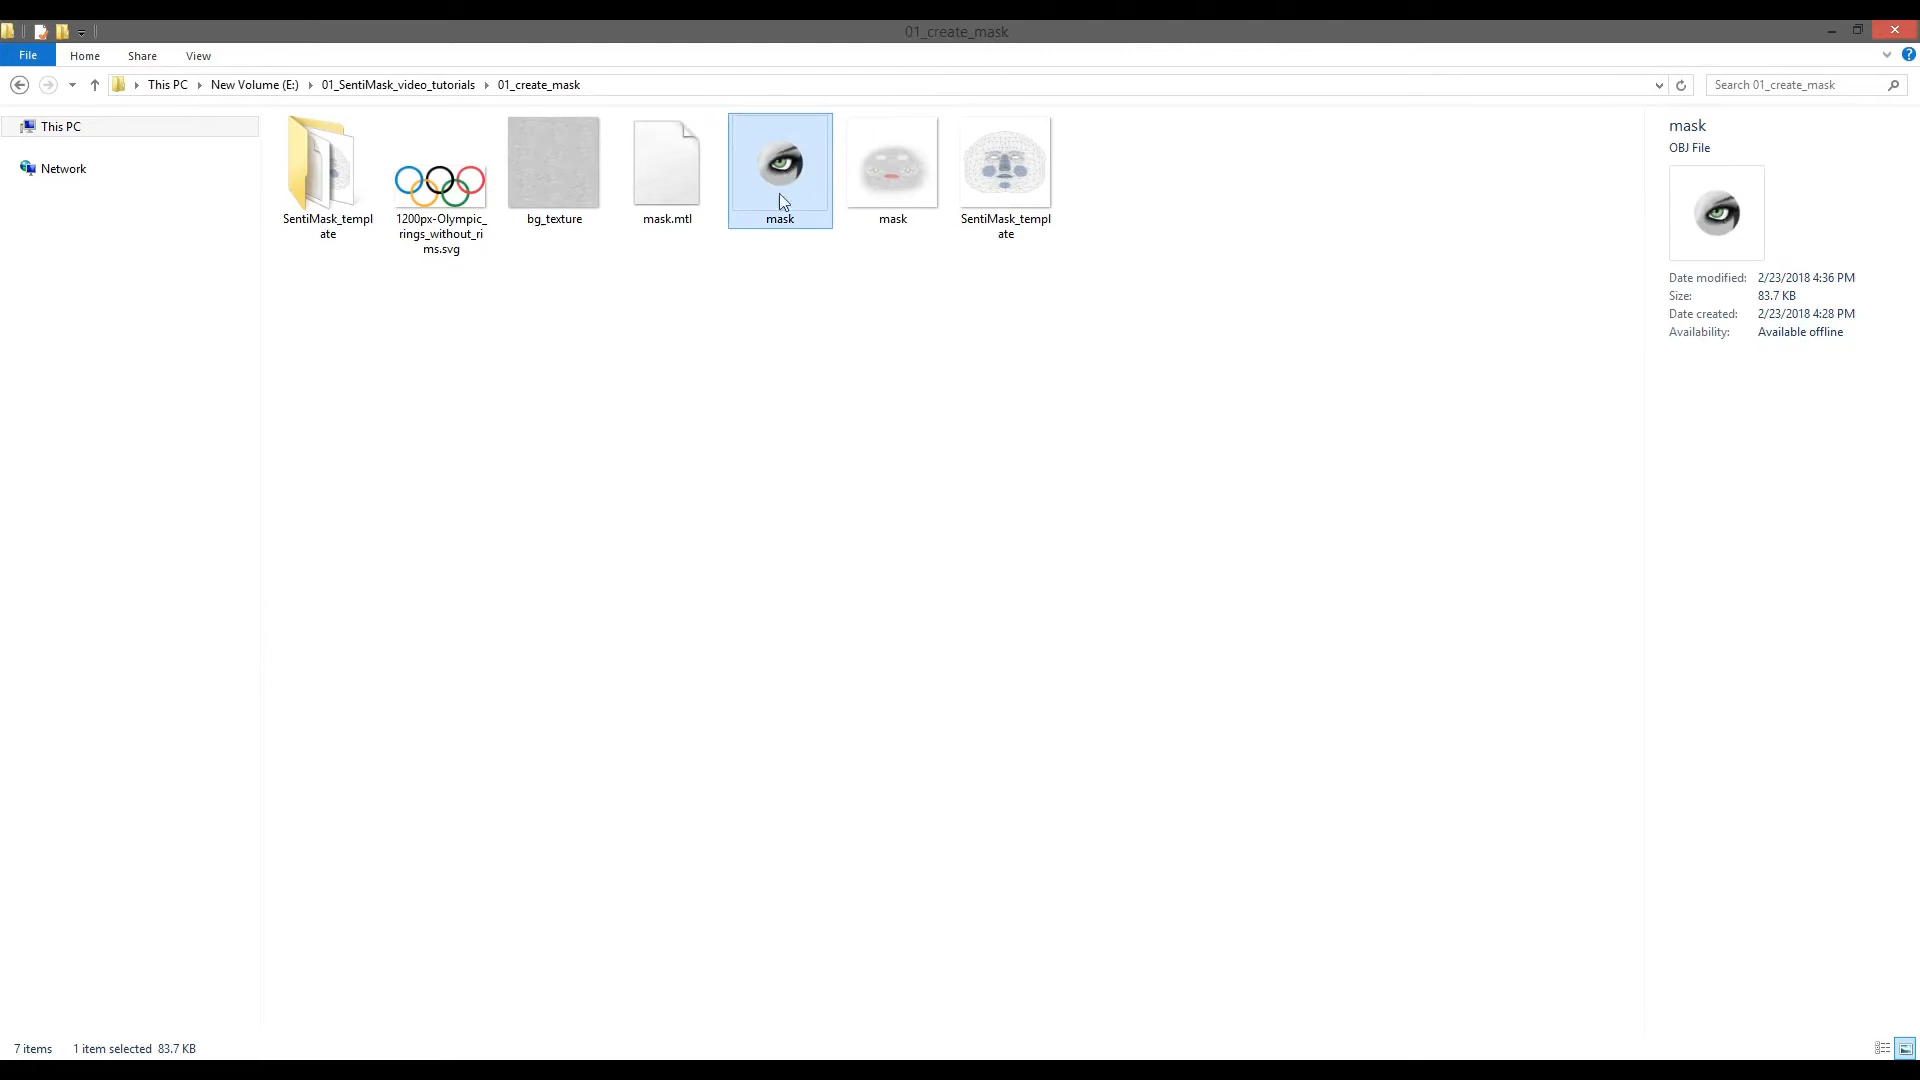 01_create_mask
File
Home
Share
View
This PC
New Volume (E:)
01_SentiMask_video_tutorials
01_create_mask
Search 01_create_mask
This PC
Network
SentiMask_templ
ate
1200px-Olympic_
rings_without_ri
ms.svg
bg_texture
mask.mtl
mask
mask
SentiMask_templ
ate
mask
OBJ File
Date modified: 2/23/2018 4:36 PM
Size: 83.7 KB
Date created: 2/23/2018 4:28 PM
Availability: Available offline
7 items 1 item selected 83.7 KB